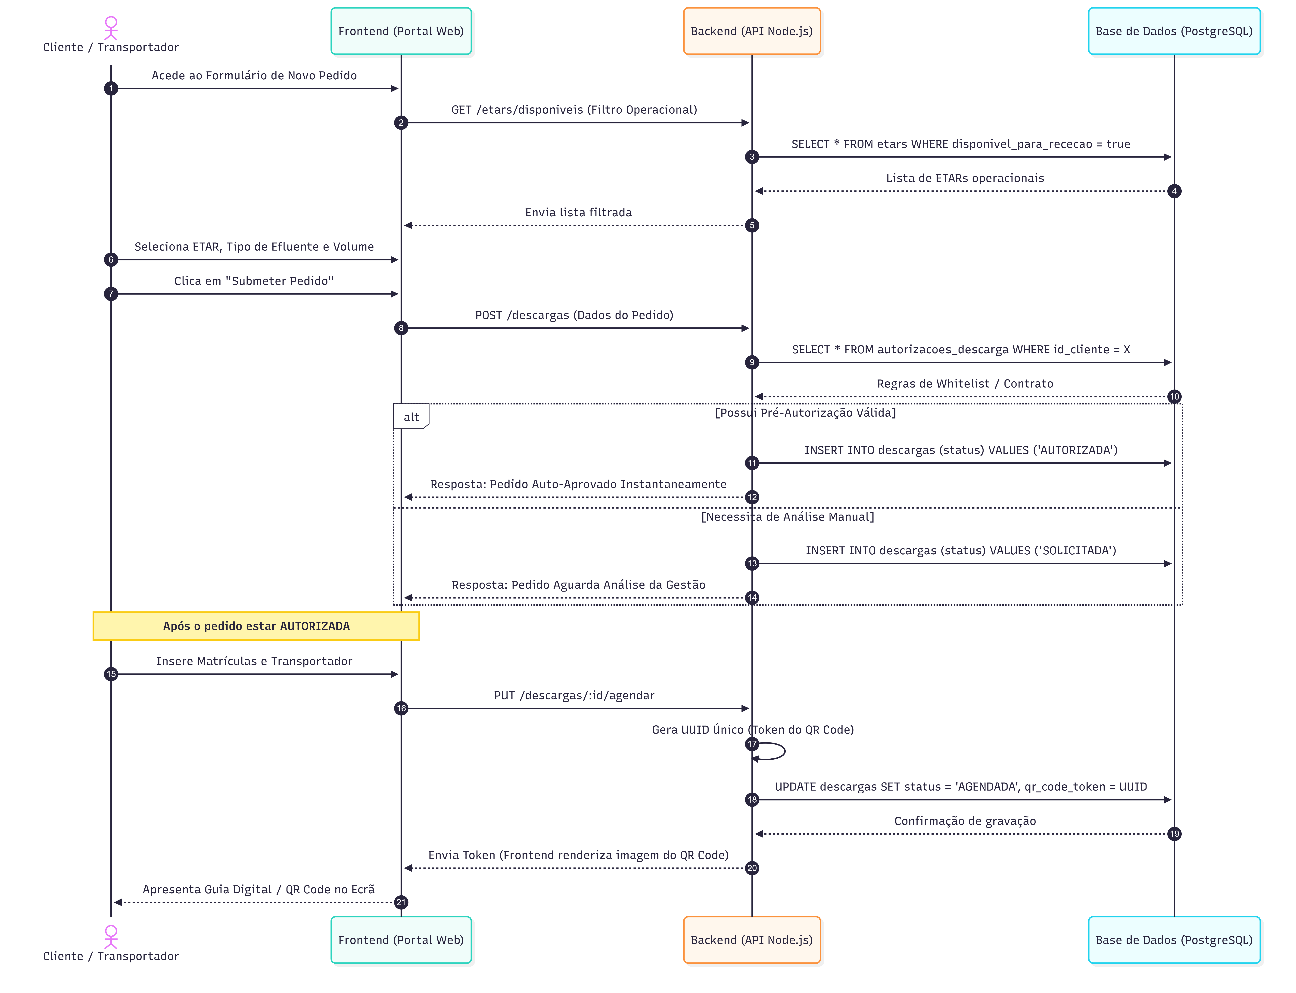 Cliente / Transportador
Frontend (Portal Web)
Backend (API Node.js)
Base de Dados (PostgreSQL)
Acede ao Formulário de Novo Pedido
1
GET /etars/disponiveis (Filtro Operacional)
2
SELECT * FROM etars WHERE disponivel_para_rececao = true
3
Lista de ETARs operacionais
4
Envia lista filtrada
5
Seleciona ETAR, Tipo de Efluente e Volume
6
Clica em "Submeter Pedido"
7
POST /descargas (Dados do Pedido)
8
SELECT * FROM autorizacoes_descarga WHERE id_cliente = X
9
Regras de Whitelist / Contrato
10
alt
[Possui Pré-Autorização Válida]
INSERT INTO descargas (status) VALUES ('AUTORIZADA')
11
Resposta: Pedido Auto-Aprovado Instantaneamente
12
[Necessita de Análise Manual]
INSERT INTO descargas (status) VALUES ('SOLICITADA')
13
Resposta: Pedido Aguarda Análise da Gestão
14
Após o pedido estar AUTORIZADA
Insere Matrículas e Transportador
15
PUT /descargas/:id/agendar
16
Gera UUID Único (Token do QR Code)
17
UPDATE descargas SET status = 'AGENDADA', qr_code_token = UUID
18
Confirmação de gravação
19
Envia Token (Frontend renderiza imagem do QR Code)
20
Apresenta Guia Digital / QR Code no Ecrã
21
Cliente / Transportador
Frontend (Portal Web)
Backend (API Node.js)
Base de Dados (PostgreSQL)